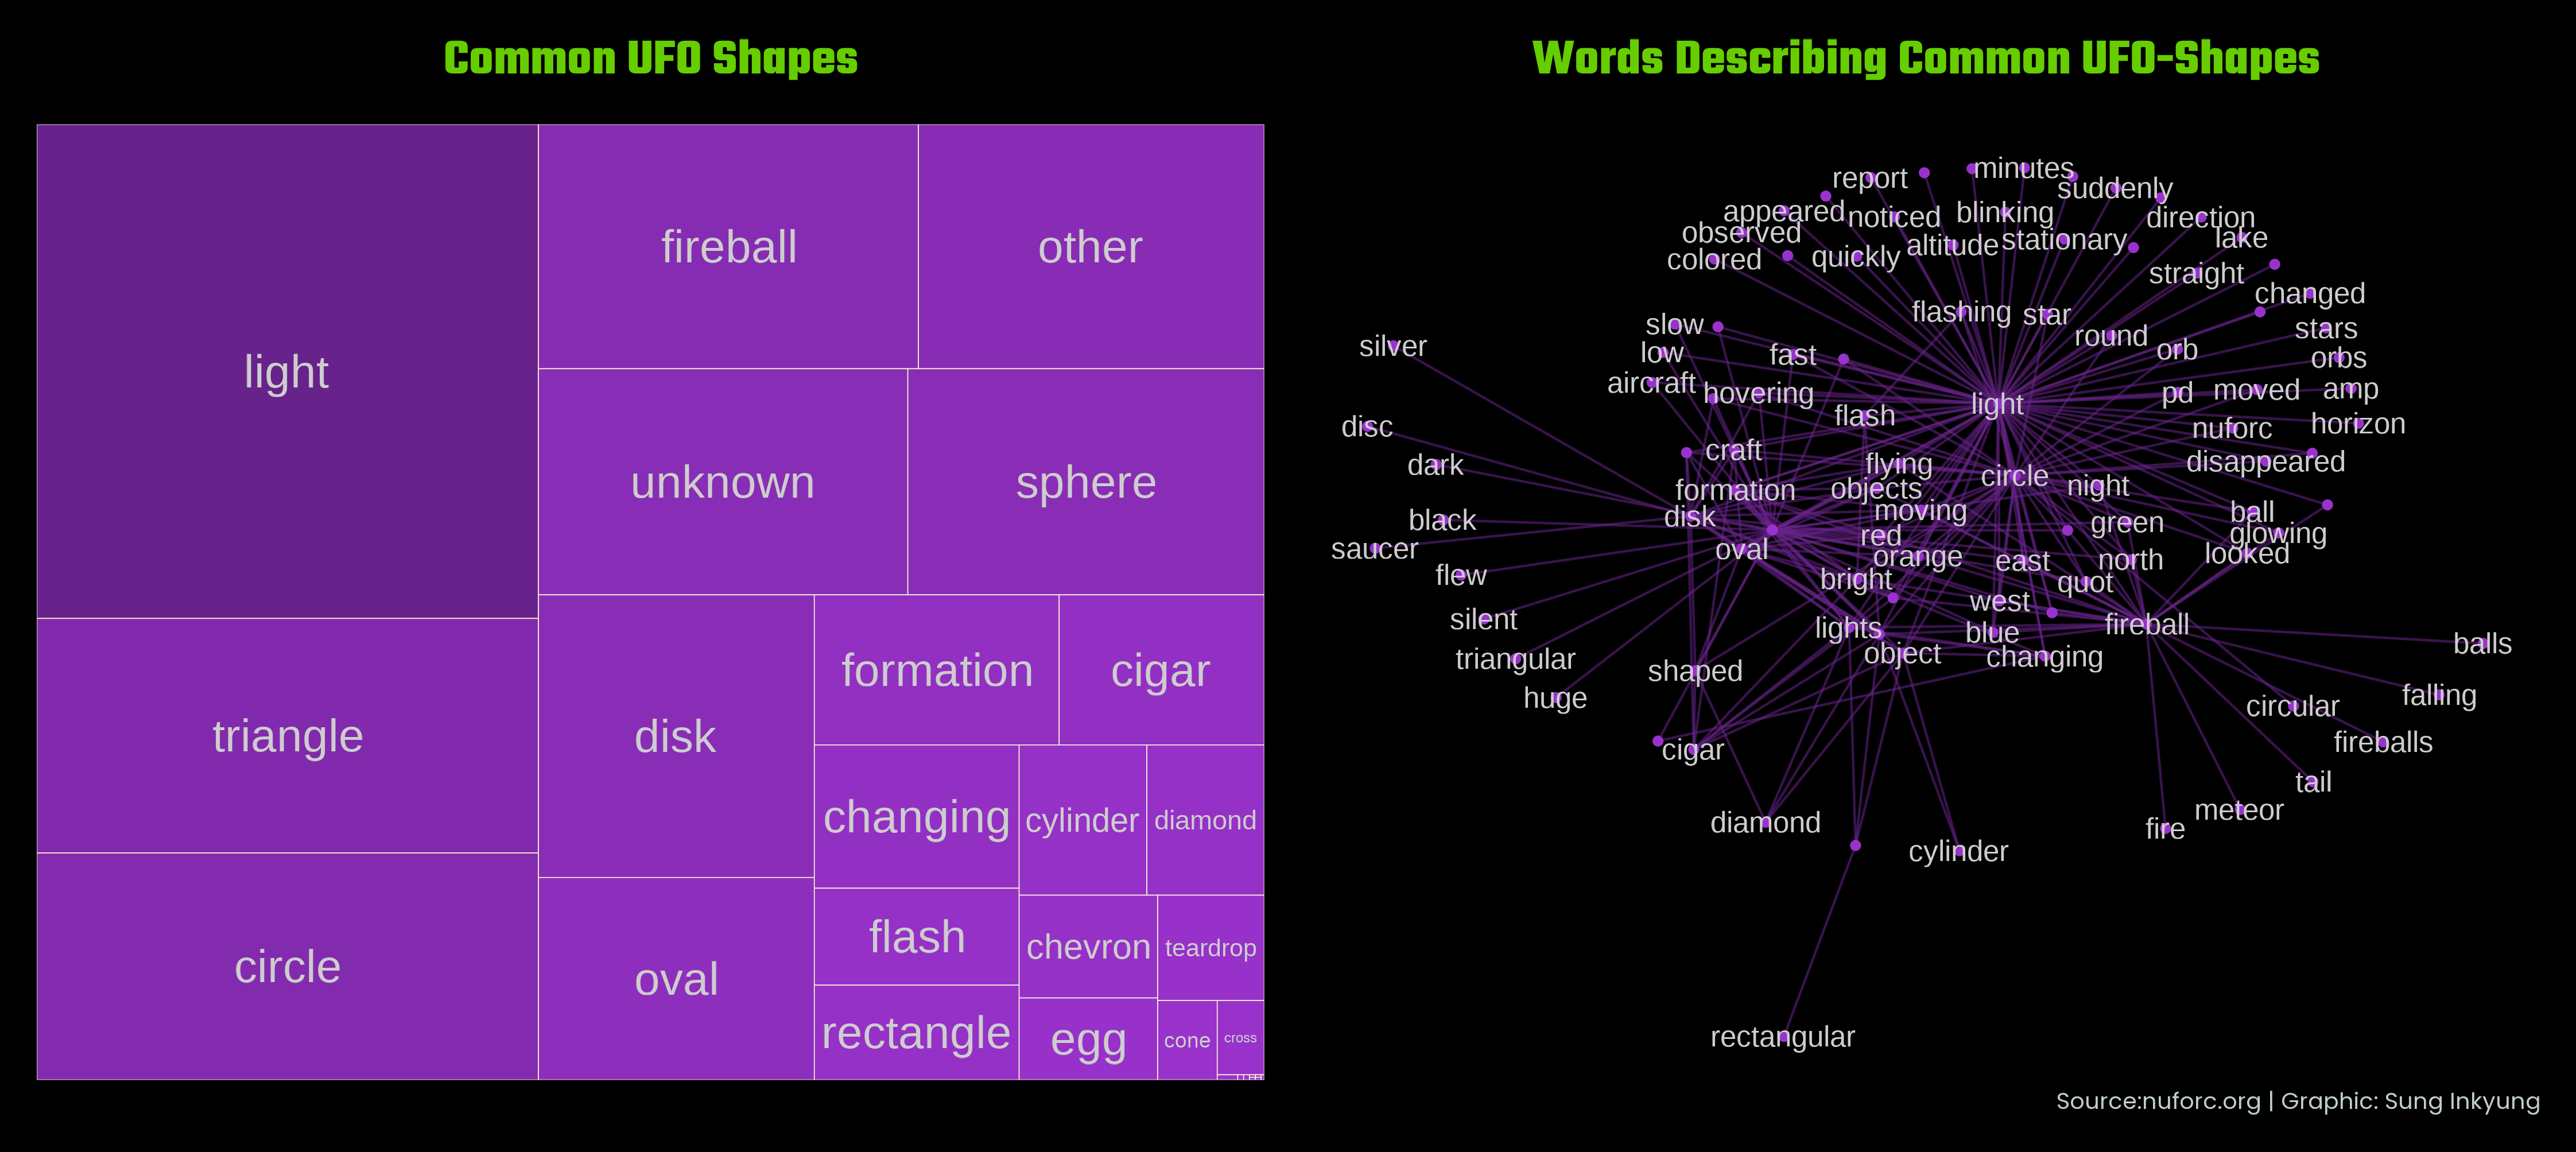 Common UFO Shapes
light
fireball
other
unknown
sphere
triangle
circle
disk
oval
formation
cigar
changing
cylinder
diamond
flash
chevron
teardrop
rectangle
egg
cone
cross
Words Describing Common UFO-Shapes
minutes
report
suddenly
appeared
noticed
blinking
direction
observed
altitude
stationary
lake
colored
quickly
straight
changed
flashing
star
slow
round
stars
silver
low
fast
orb
orbs
aircraft
hovering
pd
moved
amp
light
flash
disc
nuforc
horizon
craft
dark
flying
disappeared
circle
formation
objects
night
disk
moving
black
green
ball
red
glowing
saucer
oval
orange
east
north
looked
flew
bright
quot
west
silent
lights
blue
fireball
balls
triangular
object
changing
shaped
huge
falling
circular
cigar
fireballs
tail
diamond
meteor
fire
cylinder
rectangular
Source:nuforc.org | Graphic: Sung Inkyung